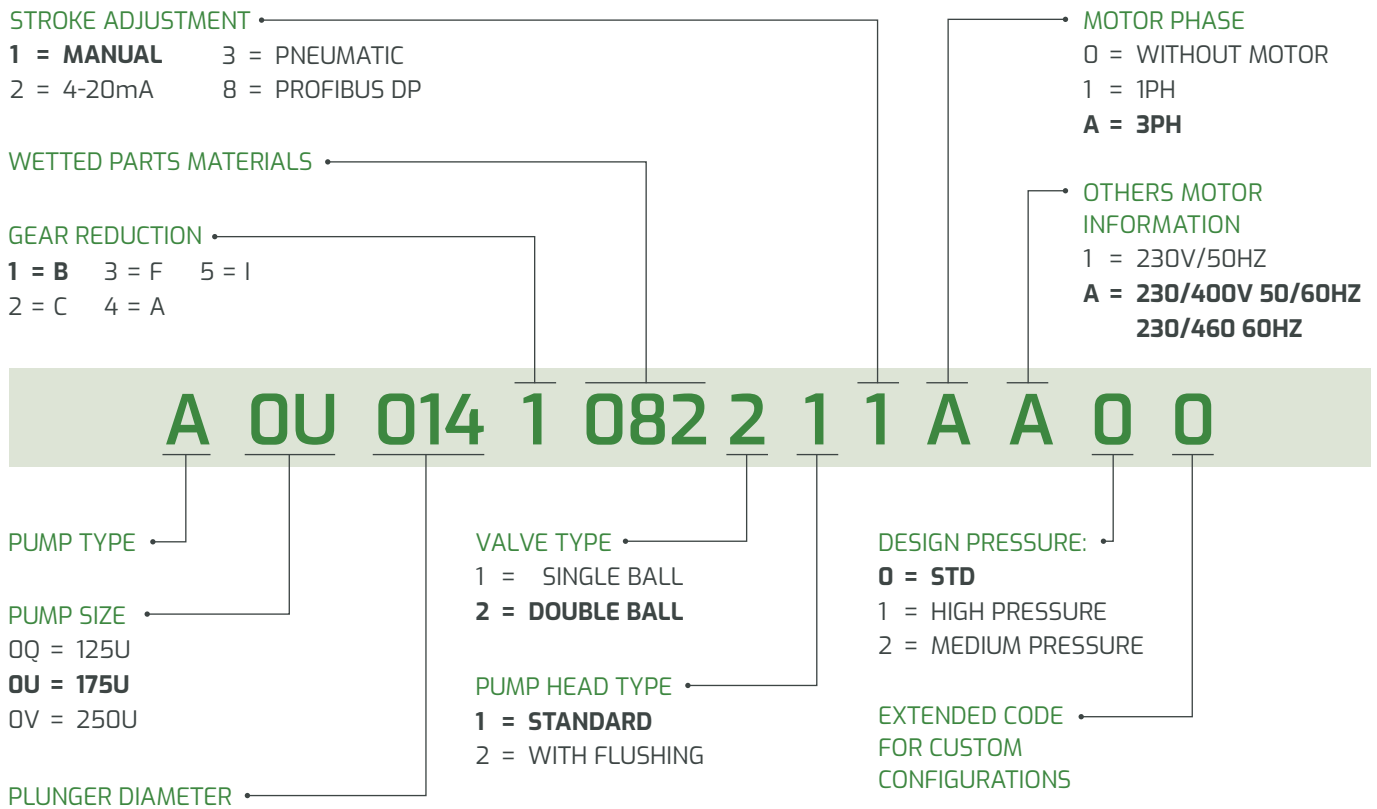 STROKE ADJUSTMENT
1 = MANUAL 3 = PNEUMATIC
2 = 4-20mA 8 = PROFIBUS DP
WETTED PARTS MATERIALS
GEAR REDUCTION
1 = B 3 = F 5 = I
2 = C 4 = A
MOTOR PHASE
0 = WITHOUT MOTOR
1 = 1PH
A = 3PH
OTHERS MOTOR
INFORMATION
1 = 230V/50HZ
A = 230/400V 50/60HZ
230/460 60HZ
A 0U 014 1 082 2 1 1 A A 0 0
PUMP TYPE
PUMP SIZE
0Q = 125U
0U = 175U
0V = 250U
PLUNGER DIAMETER
VALVE TYPE
1 = SINGLE BALL
2 = DOUBLE BALL
PUMP HEAD TYPE
1 = STANDARD
2 = WITH FLUSHING
DESIGN PRESSURE:
0 = STD
1 = HIGH PRESSURE
2 = MEDIUM PRESSURE
EXTENDED CODE
FOR CUSTOM
CONFIGURATIONS